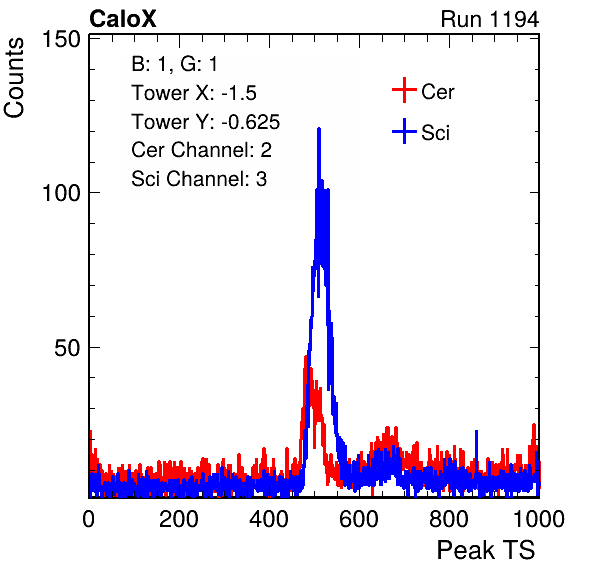 CaloX Run 1194
Counts
150
100
50
B: 1, G: 1
Tower X: -1.5
Tower Y: -0.625
Cer Channel: 2
Sci Channel: 3
Cer
Sci
0 200 400 600 800 1000
Peak TS